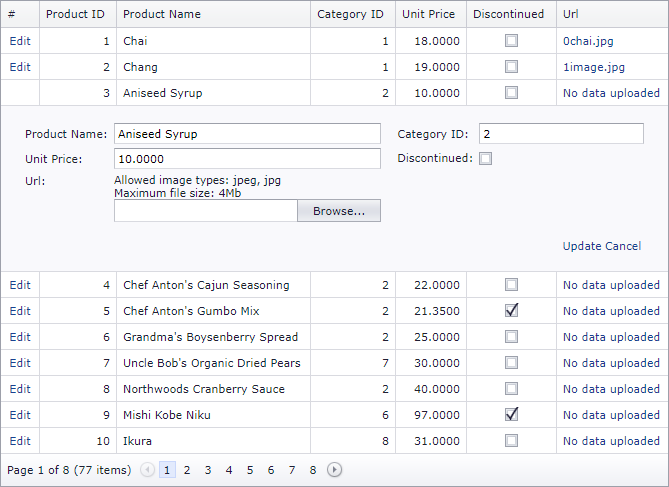 # Product ID Product Name Category ID Unit Price Discontinued Url
Edit 1 Chai 1 18.0000 0chai.jpg
Edit 2 Chang 1 19.0000 1image.jpg
3 Aniseed Syrup 2 10.0000 No data uploaded
Product Name: Aniseed Syrup Category ID: 2
Unit Price: 10.0000 Discontinued:
Url: Allowed image types: jpeg, jpg
Maximum file size: 4Mb
Browse...
Update Cancel
Edit 4 Chef Anton's Cajun Seasoning 2 22.0000 No data uploaded
Edit 5 Chef Anton's Gumbo Mix 2 21.3500 No data uploaded
Edit 6 Grandma's Boysenberry Spread 2 25.0000 No data uploaded
Edit 7 Uncle Bob's Organic Dried Pears 7 30.0000 No data uploaded
Edit 8 Northwoods Cranberry Sauce 2 40.0000 No data uploaded
Edit 9 Mishi Kobe Niku 6 97.0000 No data uploaded
Edit 10 Ikura 8 31.0000 No data uploaded
Page 1 of 8 (77 items) 1 2 3 4 5 6 7 8